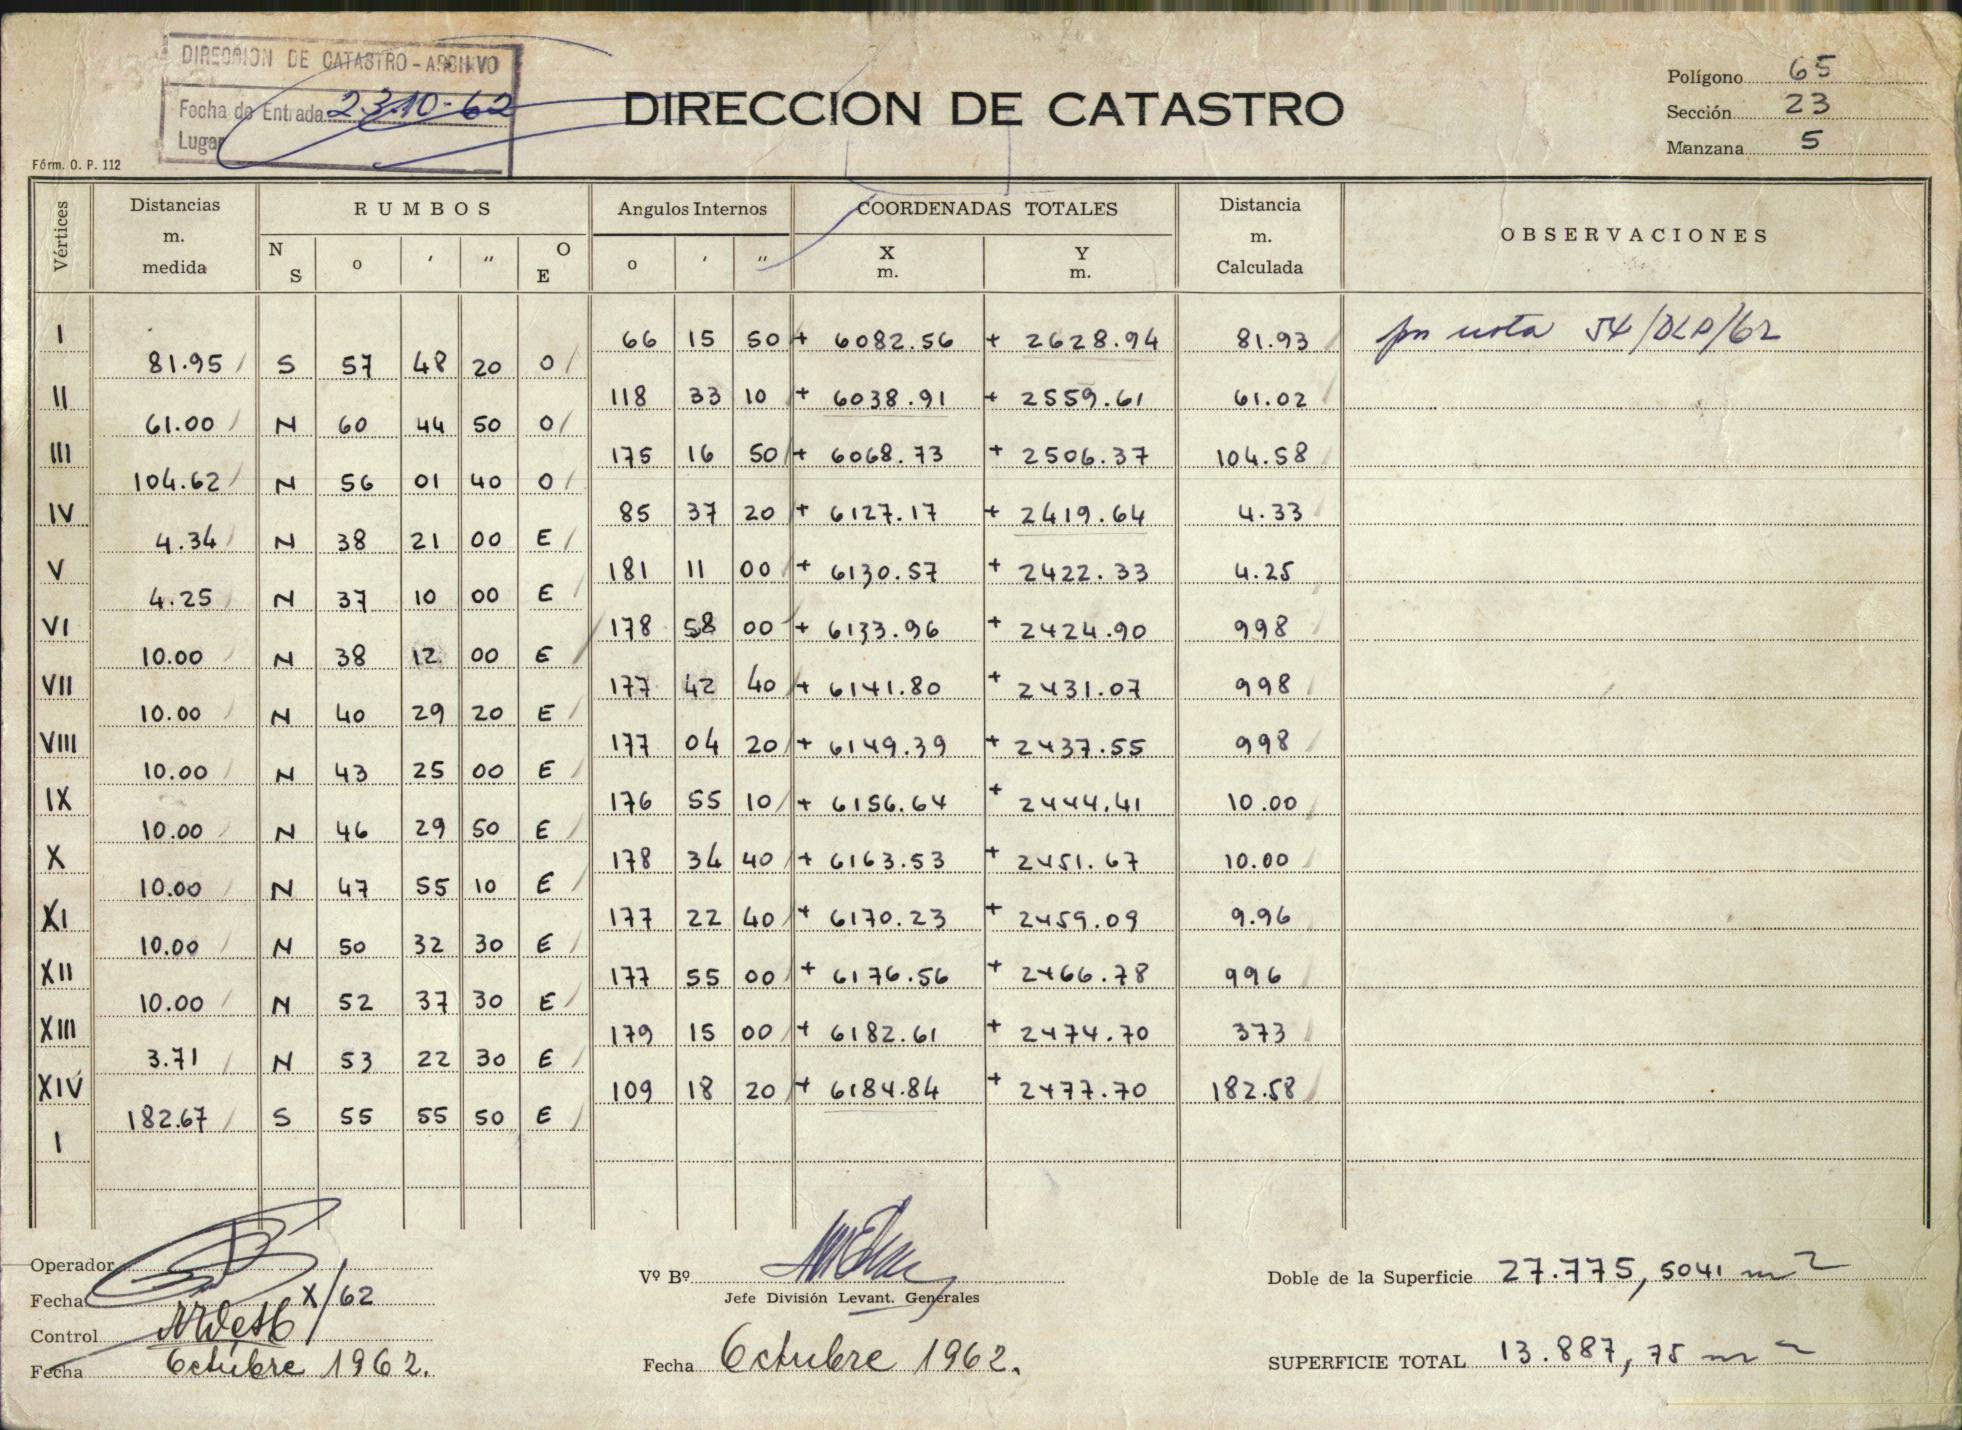 DIRECCION DE CATASTRO - ARCHIVO
Fecha de Entrada 23-10-62
Lugar
DIRECCION DE CATASTRO
Polígono 65
Sección 23
Manzana 5
Fórm. O. P. 112
Vértices Distancias m. medida RUMBOS Angulos Internos COORDENADAS TOTALES Distancia m. Calculada OBSERVACIONES
N S o ' " O E o ' " X m. Y m.
I 66 15 50 + 6082.56 + 2628.94 81.93 por nota 54/DLP/62
81.95 S 57 48 20 O
II 118 33 10 + 6038.91 + 2559.61 61.02
61.00 N 60 44 50 O
III 175 16 50 + 6068.73 + 2506.37 104.58
104.62 N 56 01 40 O
IV 85 37 20 + 6127.17 + 2419.64 4.33
4.34 N 38 21 00 E
V 181 11 00 + 6130.57 + 2422.33 4.25
4.25 N 37 10 00 E
VI 178 58 00 + 6133.96 + 2424.90 998
10.00 N 38 12 00 E
VII 177 42 40 + 6141.80 + 2431.07 998
10.00 N 40 29 20 E
VIII 177 04 20 + 6149.39 + 2437.55 998
10.00 N 43 25 00 E
IX 176 55 10 + 6156.64 + 2444.41 10.00
10.00 N 46 29 50 E
X 178 34 40 + 6163.53 + 2451.67 10.00
10.00 N 47 55 10 E
XI 177 22 40 + 6170.23 + 2459.09 9.96
10.00 N 50 32 30 E
XII 177 55 00 + 6176.56 + 2466.78 996
10.00 N 52 37 30 E
XIII 179 15 00 + 6182.61 + 2474.70 373
3.71 N 53 22 30 E
XIV 109 18 20 + 6184.84 + 2477.70 182.58
182.67 S 55 55 50 E
I
Operador
Fecha X/62
Control
Fecha Octubre 1962.
Vº Bº
Jefe División Levant. Generales
Fecha Octubre 1962.
Doble de la Superficie 27.775,5041 m2
SUPERFICIE TOTAL 13.887,75 m2